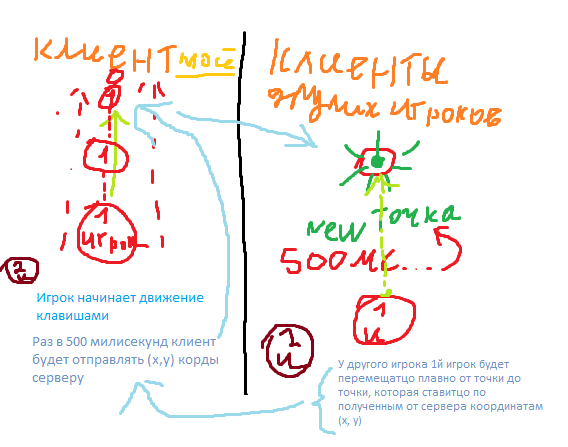 КЛИЕНТ МОЁ
1
1
1
игрок
2
и
Игрок начинает движение
клавишами
Раз в 500 милисекунд клиент
будет отправлять (x,y) корды
серверу
КЛИЕНТЫ
других игроков
new точка
500мс....
1
и
2
и
У другого игрока 1й игрок будет
перемещатцо плавно от точки до
точки, которая ставитцо по
полученным от сервера координатам
(x, y)